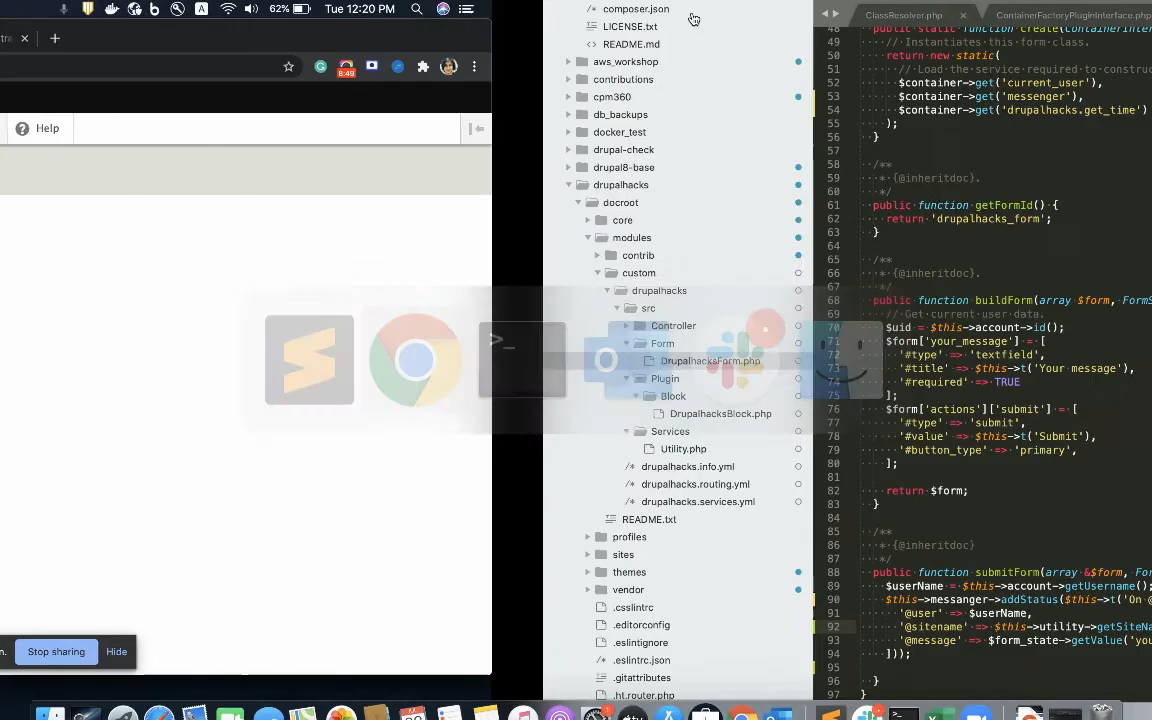 62% Tue 12:20 PM
8:49
Help
Stop sharing
Hide
composer.json
LICENSE.txt
README.md
aws_workshop
contributions
cpm360
db_backups
docker_test
drupal-check
drupal8-base
drupalhacks
docroot
core
modules
contrib
custom
drupalhacks
src
Controller
Form
DrupalhacksForm.php
Plugin
Block
DrupalhacksBlock.php
Services
Utility.php
drupalhacks.info.yml
drupalhacks.routing.yml
drupalhacks.services.yml
README.txt
profiles
sites
themes
vendor
.csslintrc
.editorconfig
.eslintignore
.eslintrc.json
.gitattributes
.ht.router.php
ClassResolver.php
ContainerFactoryPluginInterface.php
48 public static function create(ContainerInter
49 // Instantiates this form class.
50 return new static(
51 // Load the service required to construc
52 $container->get('current_user'),
53 $container->get('messenger'),
54 $container->get('drupalhacks.get_time')
55 );
56 }
57
58 /**
59 * {@inheritdoc}.
60 */
61 public function getFormId() {
62 return 'drupalhacks_form';
63 }
64
65 /**
66 * {@inheritdoc}.
67 */
68 public function buildForm(array $form, FormS
69 // Get current user data.
70 $uid = $this->account->id();
71 $form['your_message'] = [
72 '#type' => 'textfield',
73 '#title' => $this->t('Your message'),
74 '#required' => TRUE
75 ];
76 $form['actions']['submit'] = [
77 '#type' => 'submit',
78 '#value' => $this->t('Submit'),
79 '#button_type' => 'primary',
80 ];
81
82 return $form;
83 }
84
85 /**
86 * {@inheritdoc}
87 */
88 public function submitForm(array &$form, Fo
89 $userName = $this->account->getUsername();
90 $this->messanger->addStatus($this->t('On @
91 '@user' => $userName,
92 '@sitename' => $this->utility->getSiteNa
93 '@message' => $form_state->getValue('you
94 ]));
95
96 }
97 }